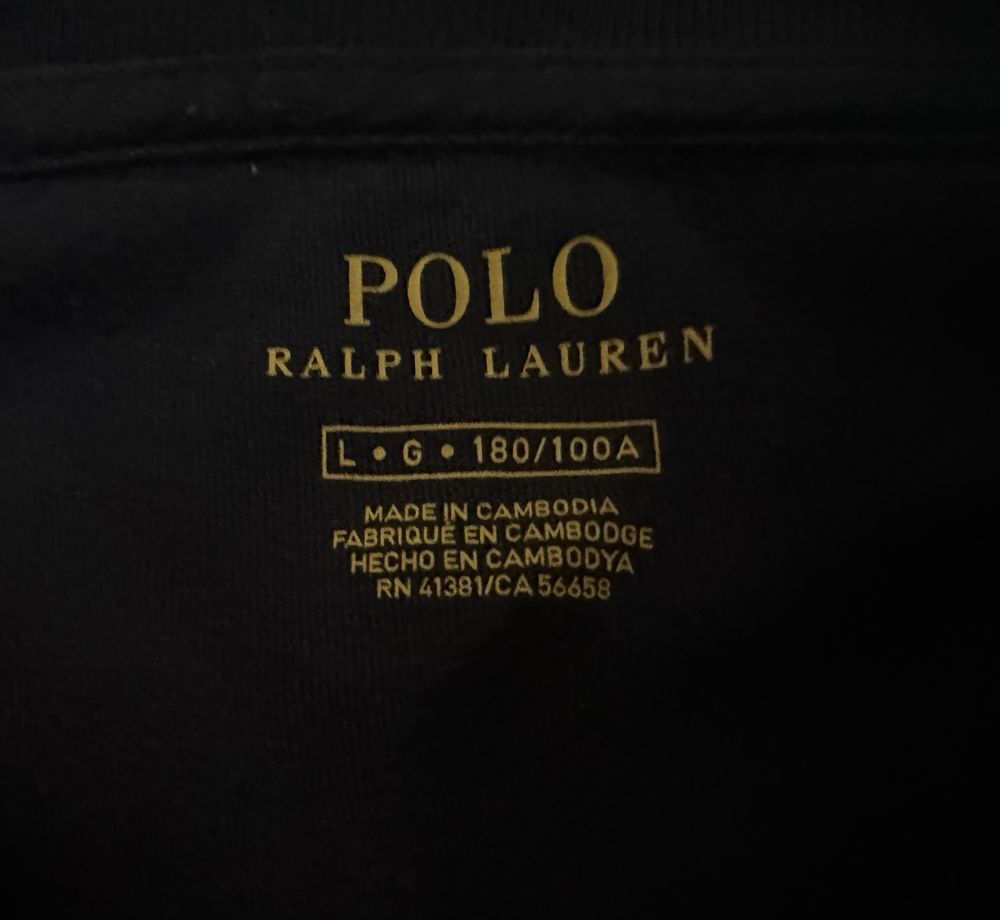 POLO
RALPH LAUREN
L • G • 180/100A
MADE IN CAMBODIA
FABRIQUÉ EN CAMBODGE
HECHO EN CAMBODYA
RN 41381/CA 56658